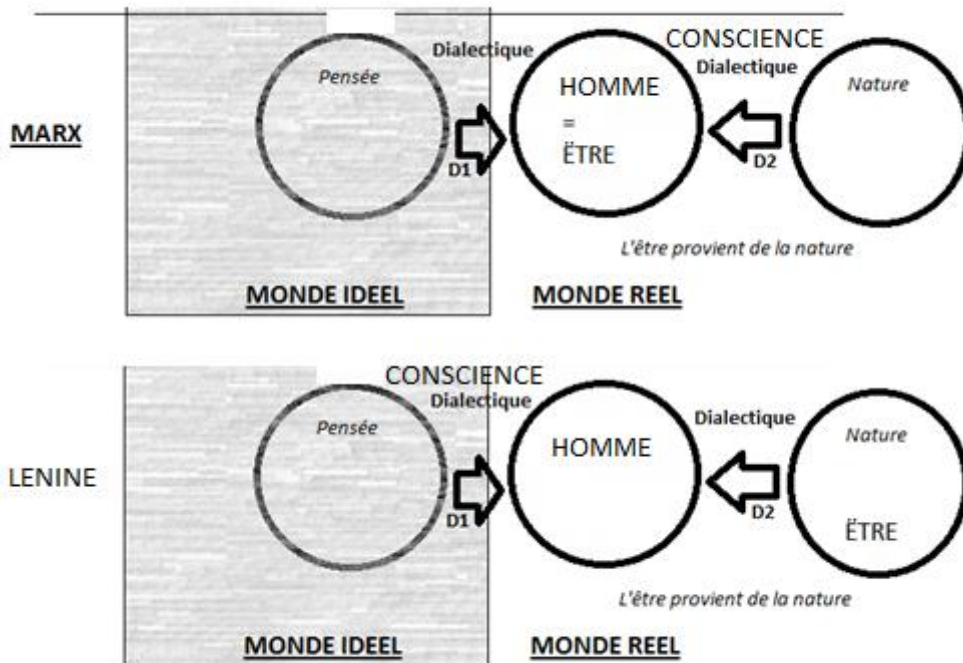 CONSCIENCE
Dialectique
Dialectique
Pensée
HOMME
=
ËTRE
Nature
MARX
D1
D2
L'être provient de la nature
MONDE IDEEL
MONDE REEL
CONSCIENCE
Dialectique
Dialectique
Pensée
HOMME
Nature
LENINE
D1
D2
ËTRE
L'être provient de la nature
MONDE IDEEL
MONDE REEL